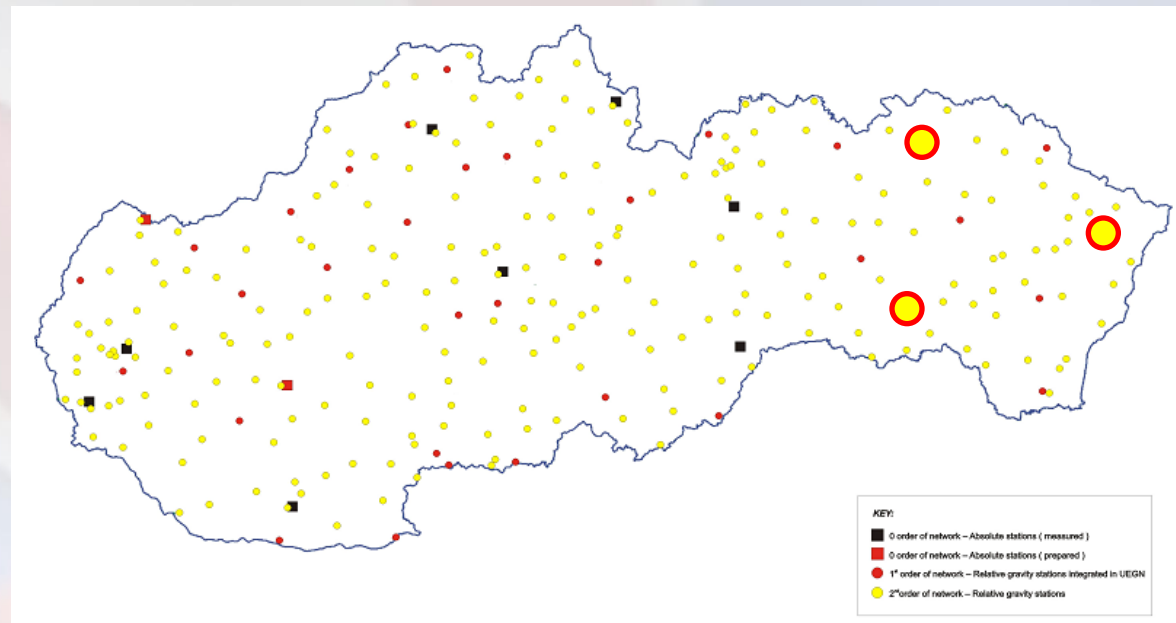 KEY:
0 order of network – Absolute stations ( measured )
0 order of network – Absolute stations ( prepared )
1st order of network – Relative gravity stations integrated in UEGN
2nd order of network – Relative gravity stations